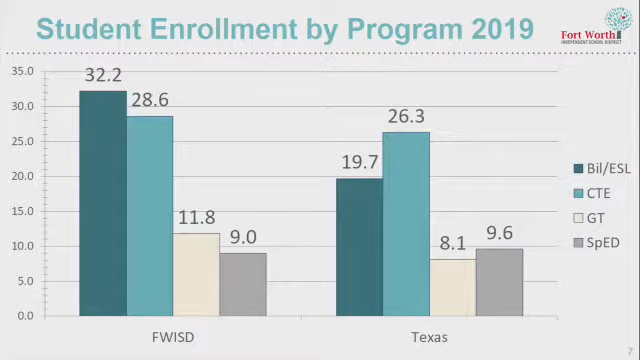 Student Enrollment by Program 2019
Fort Worth
INDEPENDENT SCHOOL DISTRICT
35.0
30.0
25.0
20.0
15.0
10.0
5.0
0.0
32.2
28.6
11.8
9.0
19.7
26.3
8.1
9.6
FWISD
Texas
Bil/ESL
CTE
GT
SpED
7